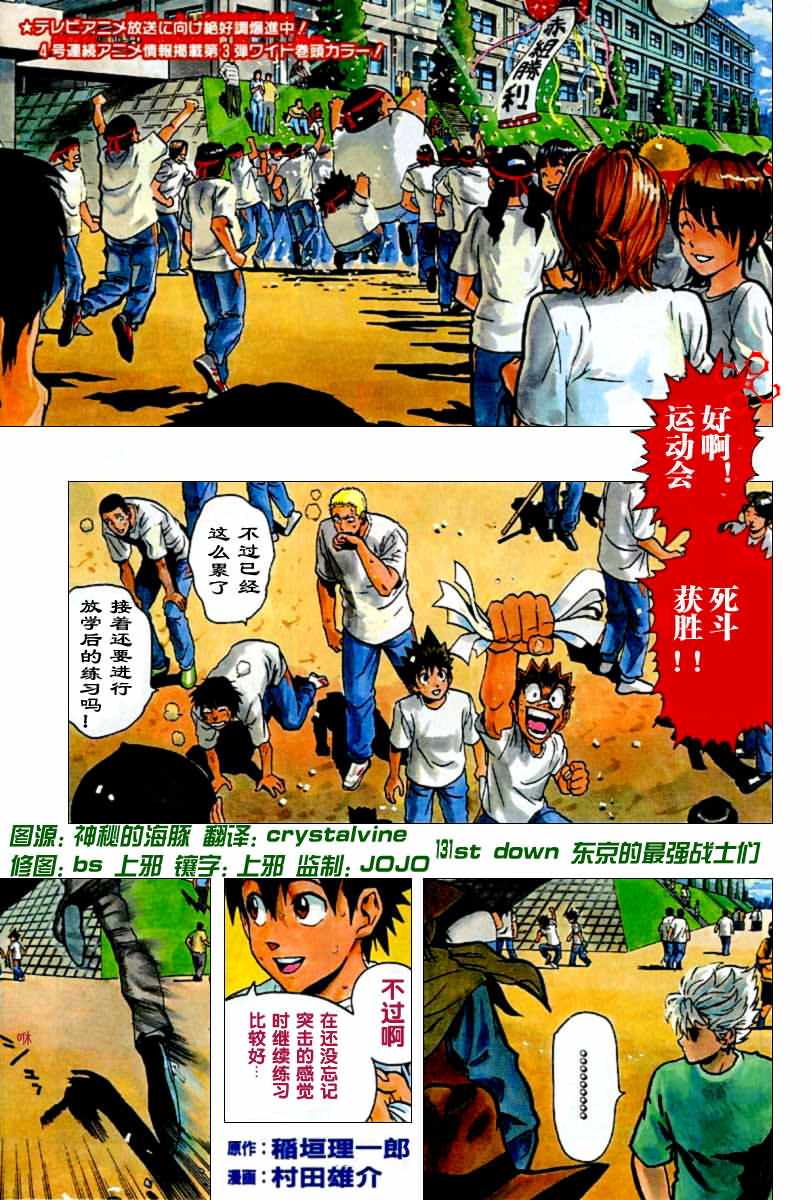 ★テレビアニメ放送に向け絶好調爆進中!
4号連続アニメ情報掲載第3弾ワイド巻頭カラー!
赤組勝利
好啊!
运动会
死斗
获胜!!
不过已经
这么累了
接着还要进行
放学后的练习吗!
图源: 神秘的海豚 翻译: crystalvine
修图: bs 上邪 镶字: 上邪 监制: JOJO
131st down 东京的最强战士们
…………
不过啊
在还没忘记
突击的感觉
时继续练习
比较好…
咻
原作:稲垣理一郎
漫画:村田雄介